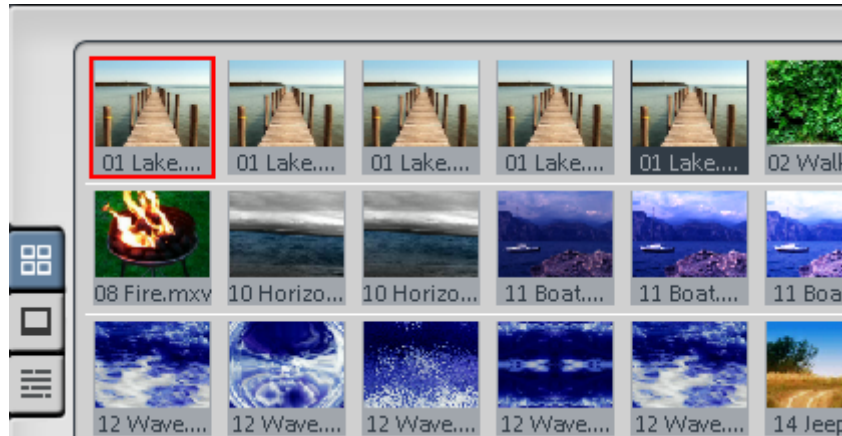 01 Lake....
01 Lake....
01 Lake....
01 Lake....
01 Lake....
02 Walk
08 Fire.mxv
10 Horizo...
10 Horizo...
11 Boat....
11 Boat....
11 Boa
12 Wave....
12 Wave....
12 Wave....
12 Wave....
12 Wave....
14 Jeep